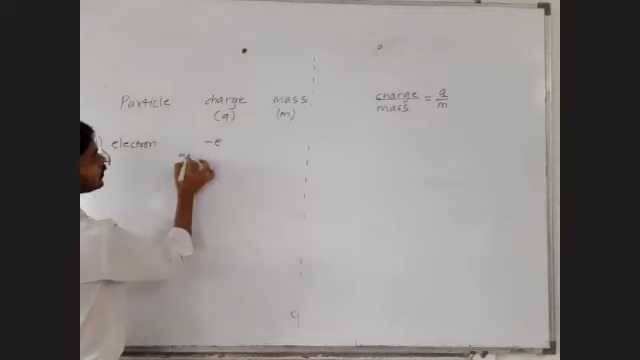 Particle charge mass charge/mass = q/m
(q) (m)
) electron -e